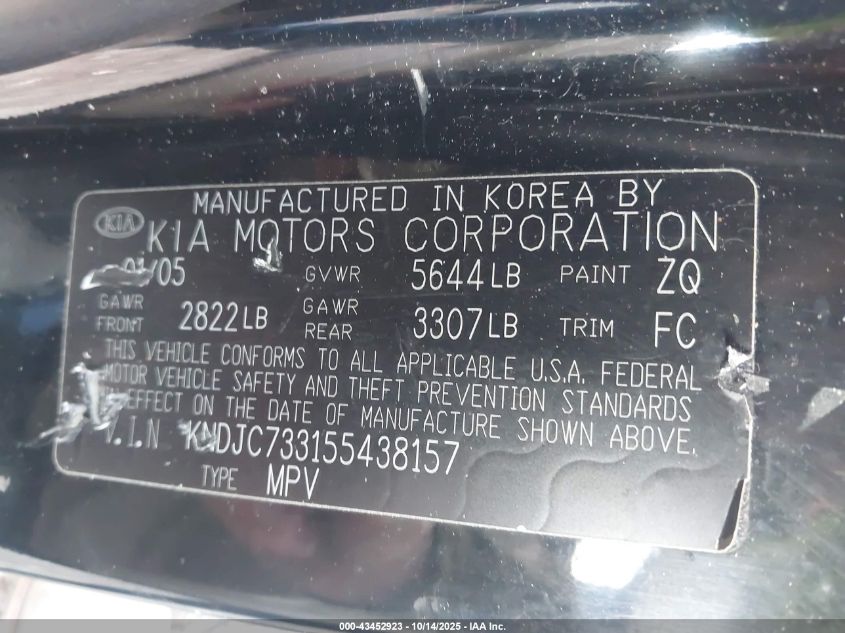 MANUFACTURED IN KOREA BY
KIA KIA MOTORS CORPORATION
/05 GVWR 5644LB PAINT ZQ
GAWR FRONT 2822LB GAWR REAR 3307LB TRIM FC
THIS VEHICLE CONFORMS TO ALL APPLICABLE U.S.A. FEDERAL
MOTOR VEHICLE SAFETY AND THEFT PREVENTION STANDARDS
EFFECT ON THE DATE OF MANUFACTURE SHOWN ABOVE.
V.I.N KNDJC733155438157
TYPE MPV
000-43452923 - 10/14/2025 - IAA Inc.